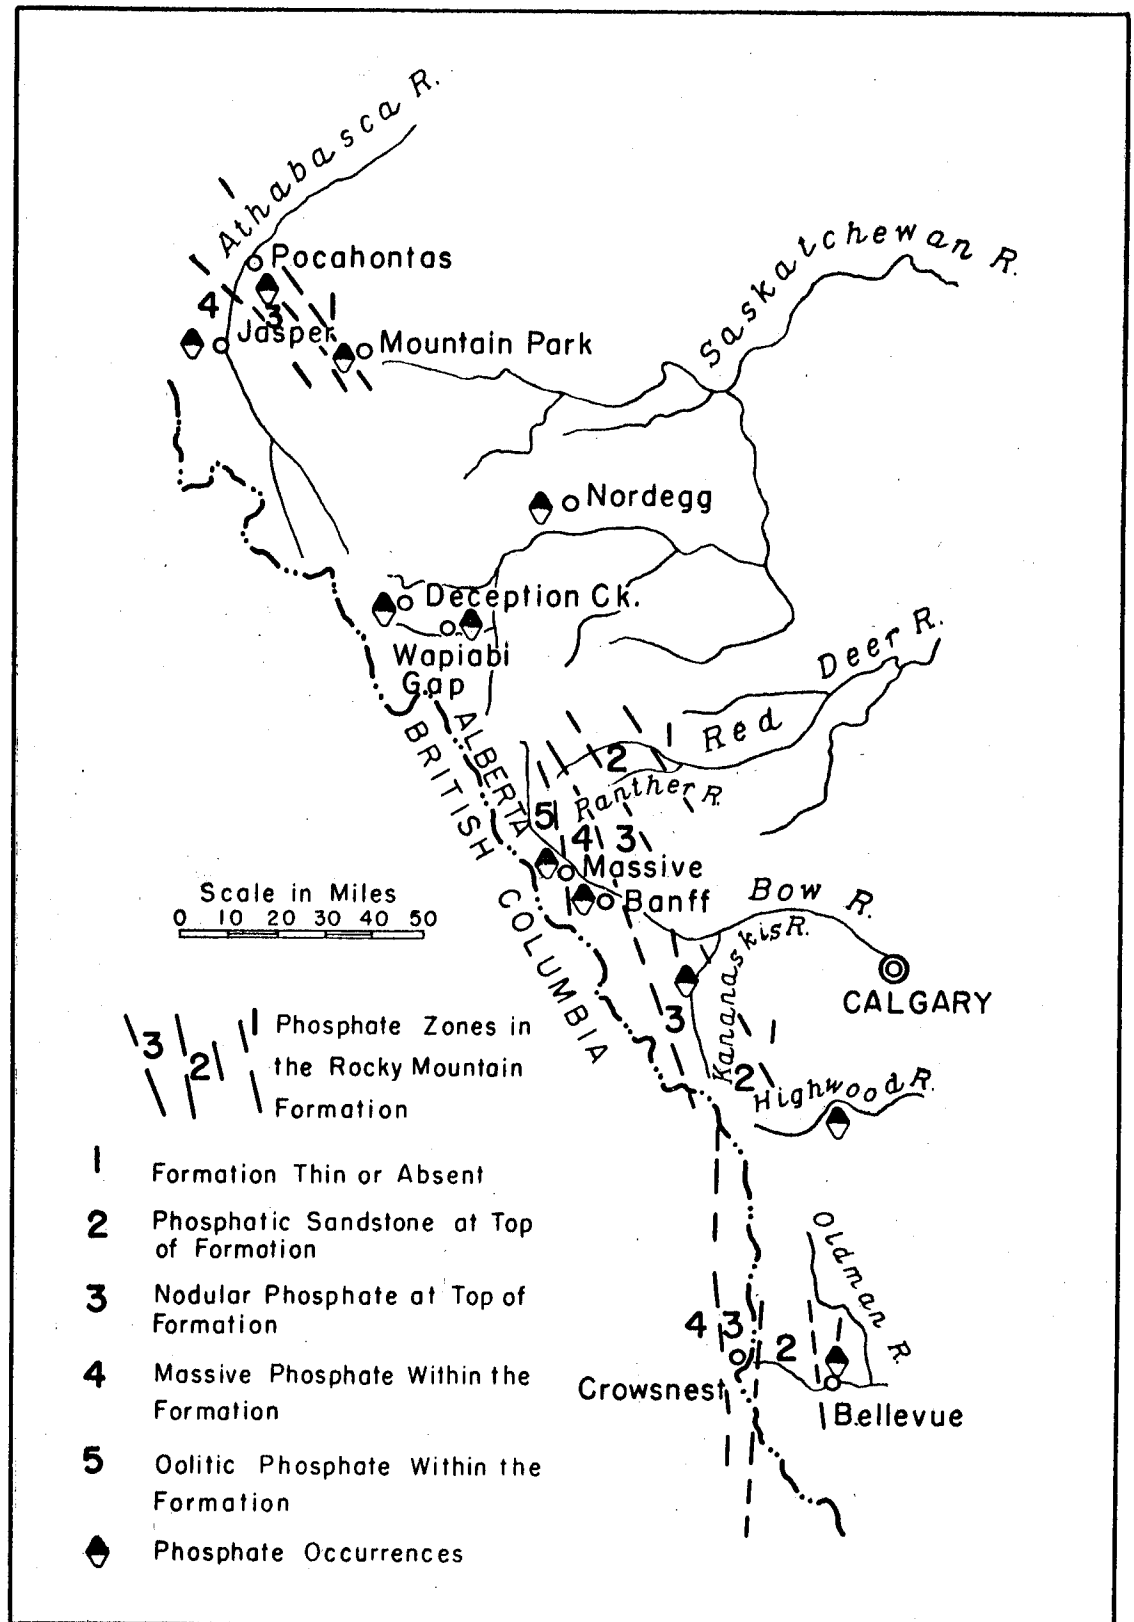 Athabasca R.
Pocahontas
Saskatchewan R.
4
3
Jasper
Mountain Park
1
Nordegg
Deception Ck.
Wapiabi
Gap
Deer R.
Red
ALBERTA
BRITISH
COLUMBIA
1
2
Panther R.
5
4
3
Massive
Banff
Bow R.
Kananaskis R.
CALGARY
Scale in Miles
0 10 20 30 40 50
3
2
Highwood R.
3 2 1
Phosphate Zones in
the Rocky Mountain
Formation
1 Formation Thin or Absent
2 Phosphatic Sandstone at Top
of Formation
3 Nodular Phosphate at Top of
Formation
4 Massive Phosphate Within the
Formation
5 Oolitic Phosphate Within the
Formation
Phosphate Occurrences
Oldman R.
4 3
2
Crowsnest
Bellevue